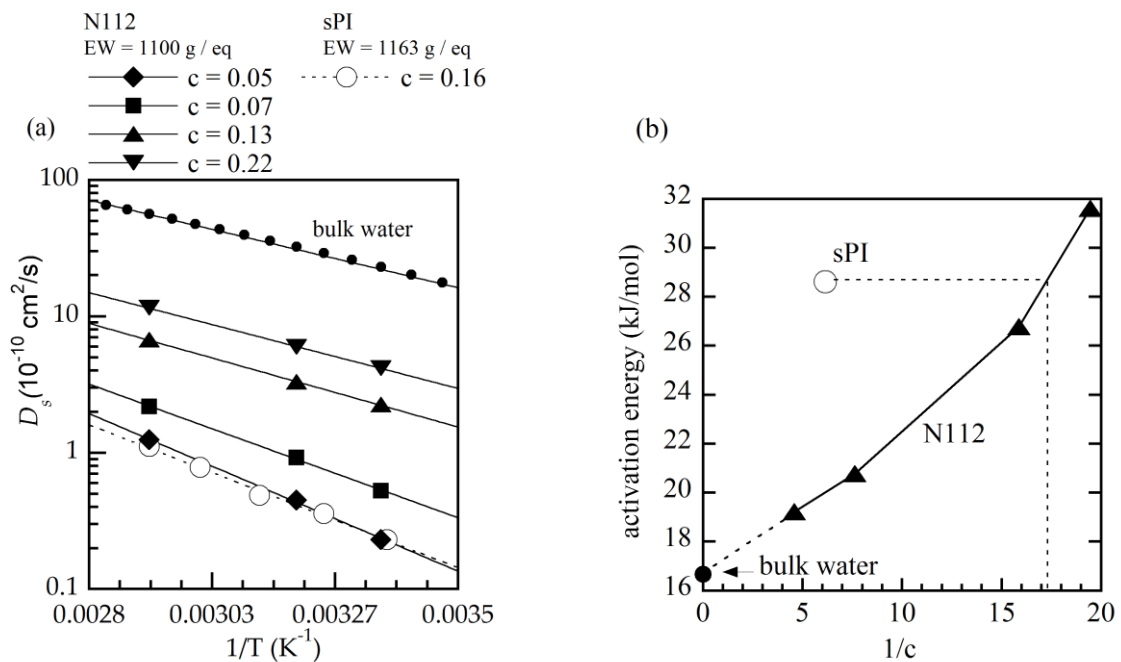 N112
EW = 1100 g / eq
c = 0.05
c = 0.07
c = 0.13
c = 0.22
sPI
EW = 1163 g / eq
c = 0.16
(a)
100
10
1
0.1
D_s (10^-10 cm^2/s)
bulk water
0.0028
0.00303
0.00327
0.0035
1/T (K^-1)
(b)
32
30
28
26
24
22
20
18
16
activation energy (kJ/mol)
sPI
N112
bulk water
0
5
10
15
20
1/c